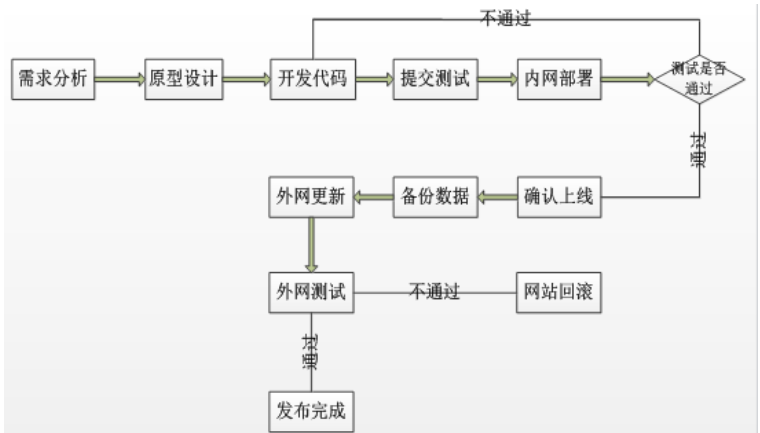 不通过
需求分析
原型设计
开发代码
提交测试
内网部署
测试是否
通过
通过
外网更新
备份数据
确认上线
外网测试
不通过
网站回滚
通过
发布完成